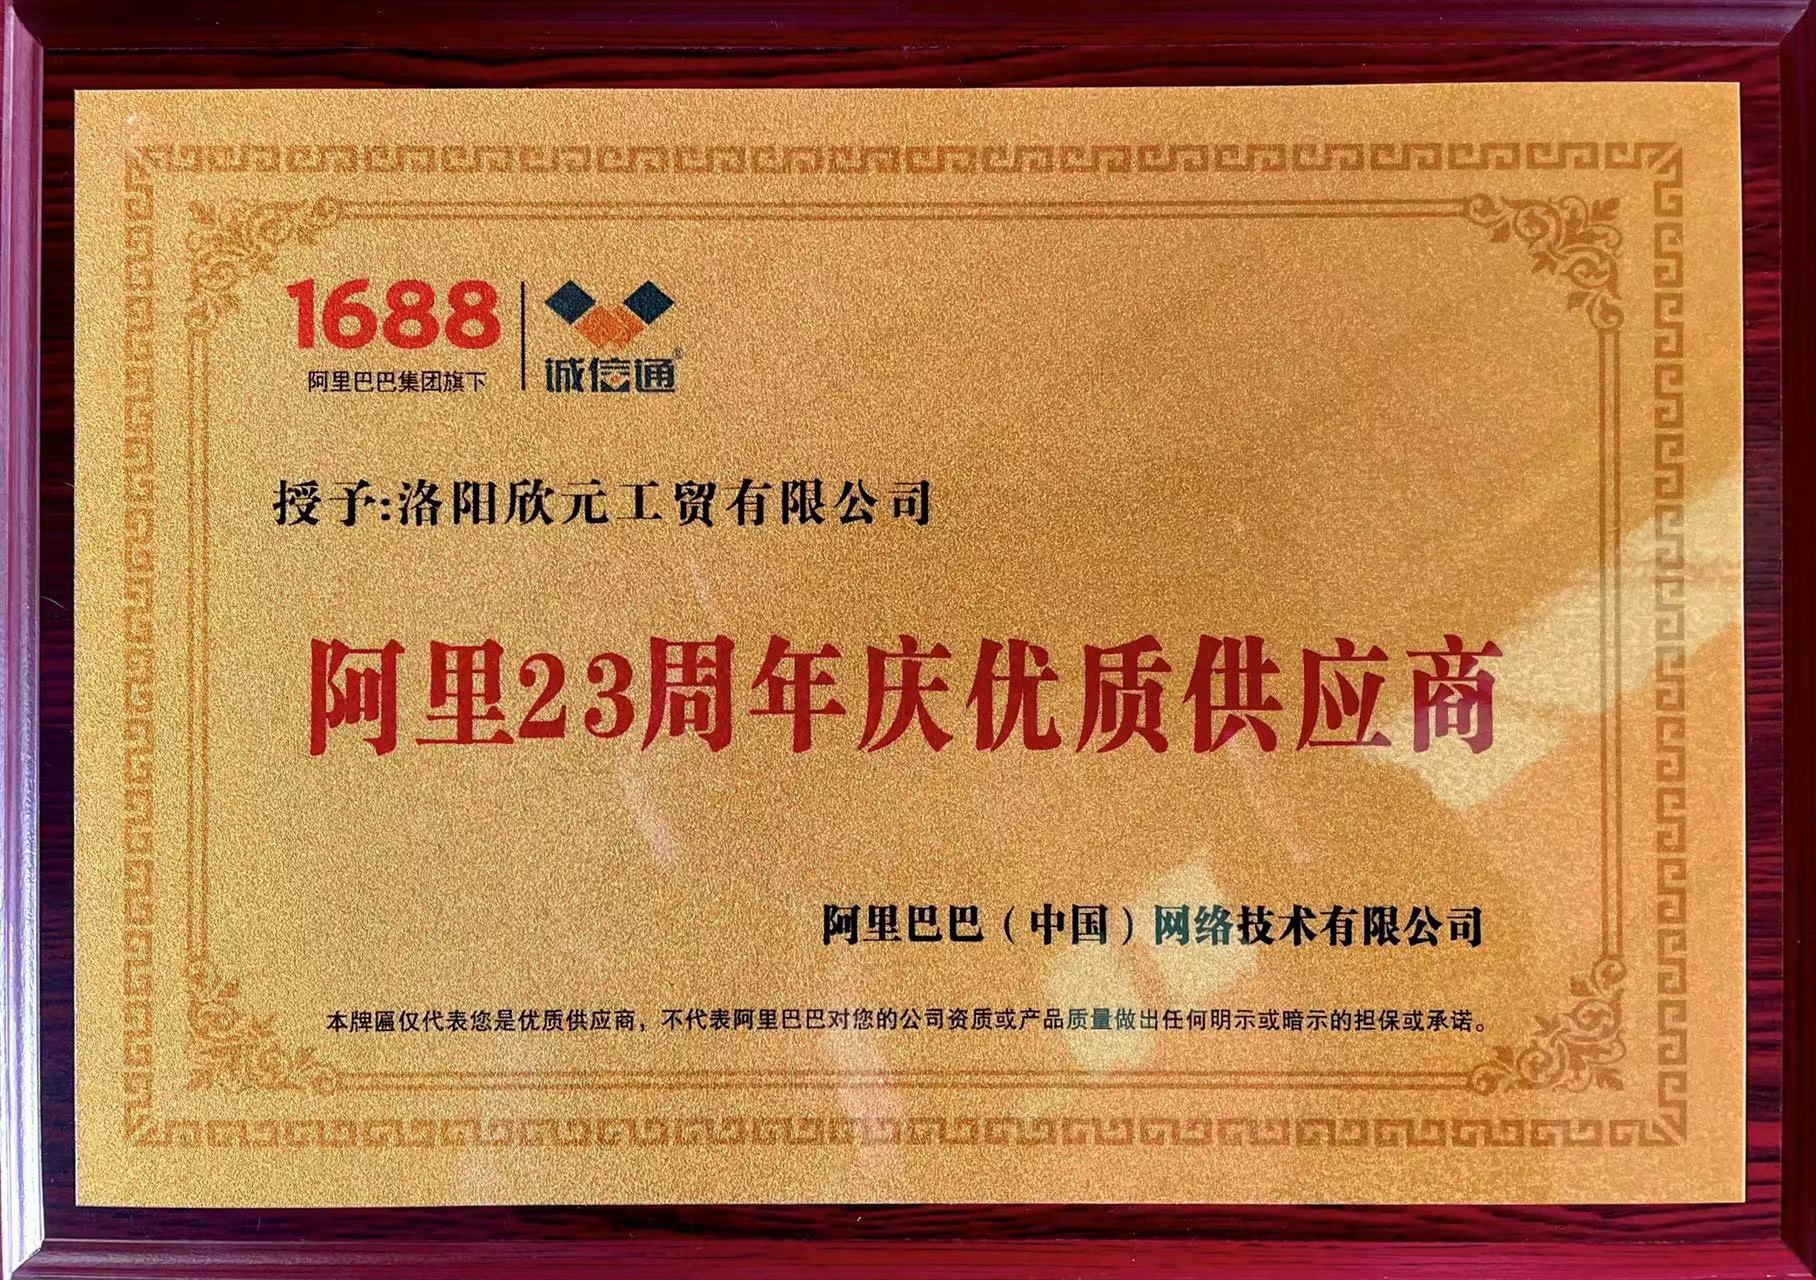 1688
阿里巴巴集团旗下
诚信通®
授予:洛阳欣元工贸有限公司
阿里23周年庆优质供应商
阿里巴巴（中国）网络技术有限公司
本牌匾仅代表您是优质供应商，不代表阿里巴巴对您的公司资质或产品质量做出任何明示或暗示的担保或承诺。